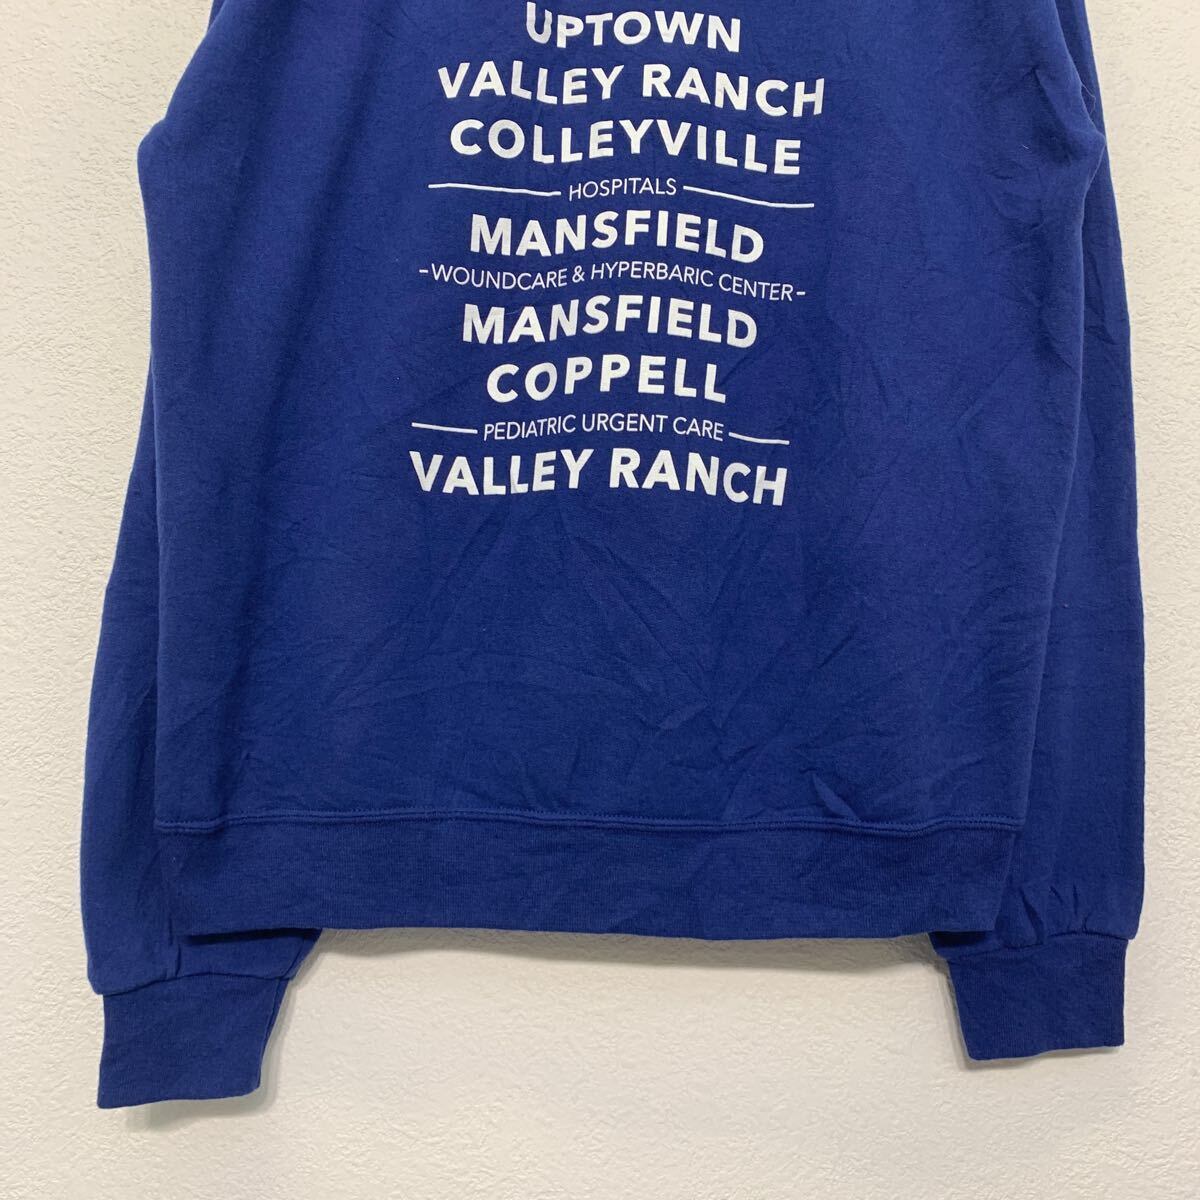 UPTOWN
VALLEY RANCH
COLLEYVILLE
HOSPITALS
MANSFIELD
-WOUNDCARE & HYPERBARIC CENTER-
MANSFIELD
COPPELL
PEDIATRIC URGENT CARE
VALLEY RANCH